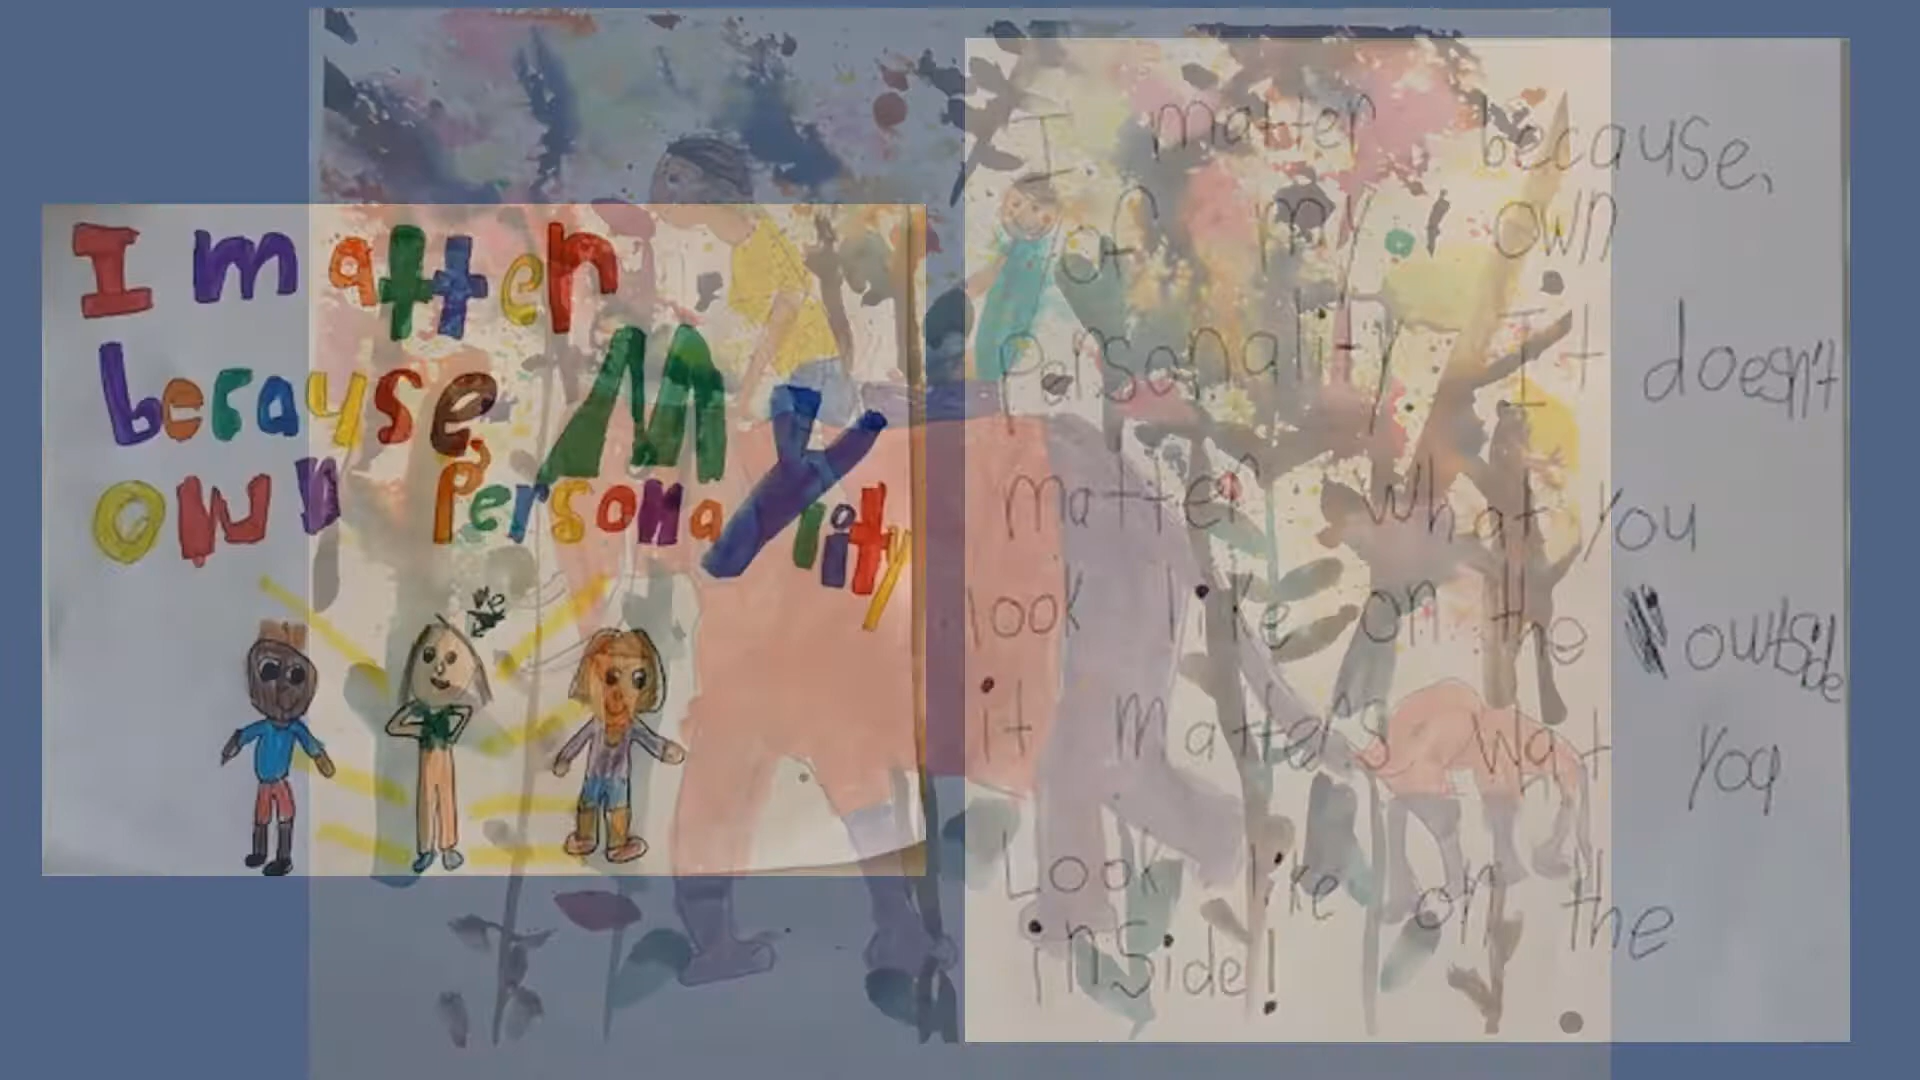 I matter
because My
own Personality
I matter because,
of my own
personality It doesn't
matter what you
look like on the outside
it matters wat you
Look like on the
inside!